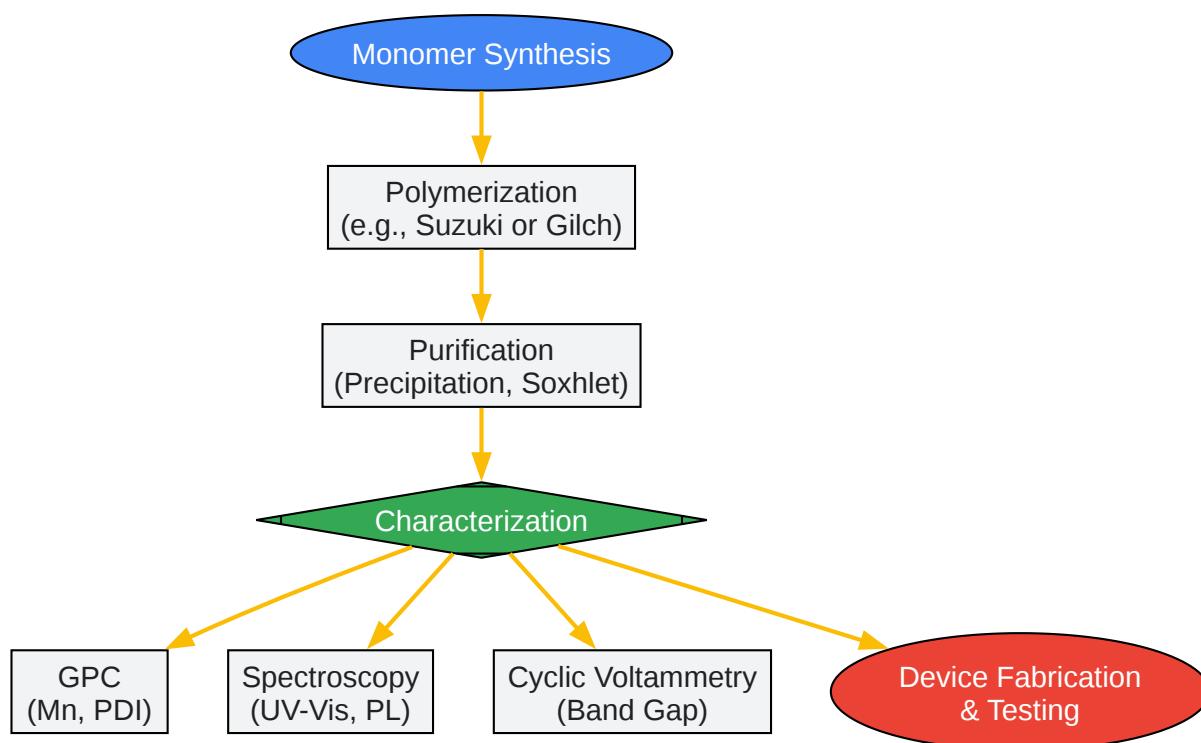 Monomer Synthesis
Polymerization
(e.g., Suzuki or Gilch)
Purification
(Precipitation, Soxhlet)
Characterization
GPC
(Mn, PDI)
Spectroscopy
(UV-Vis, PL)
Cyclic Voltammetry
(Band Gap)
Device Fabrication
& Testing